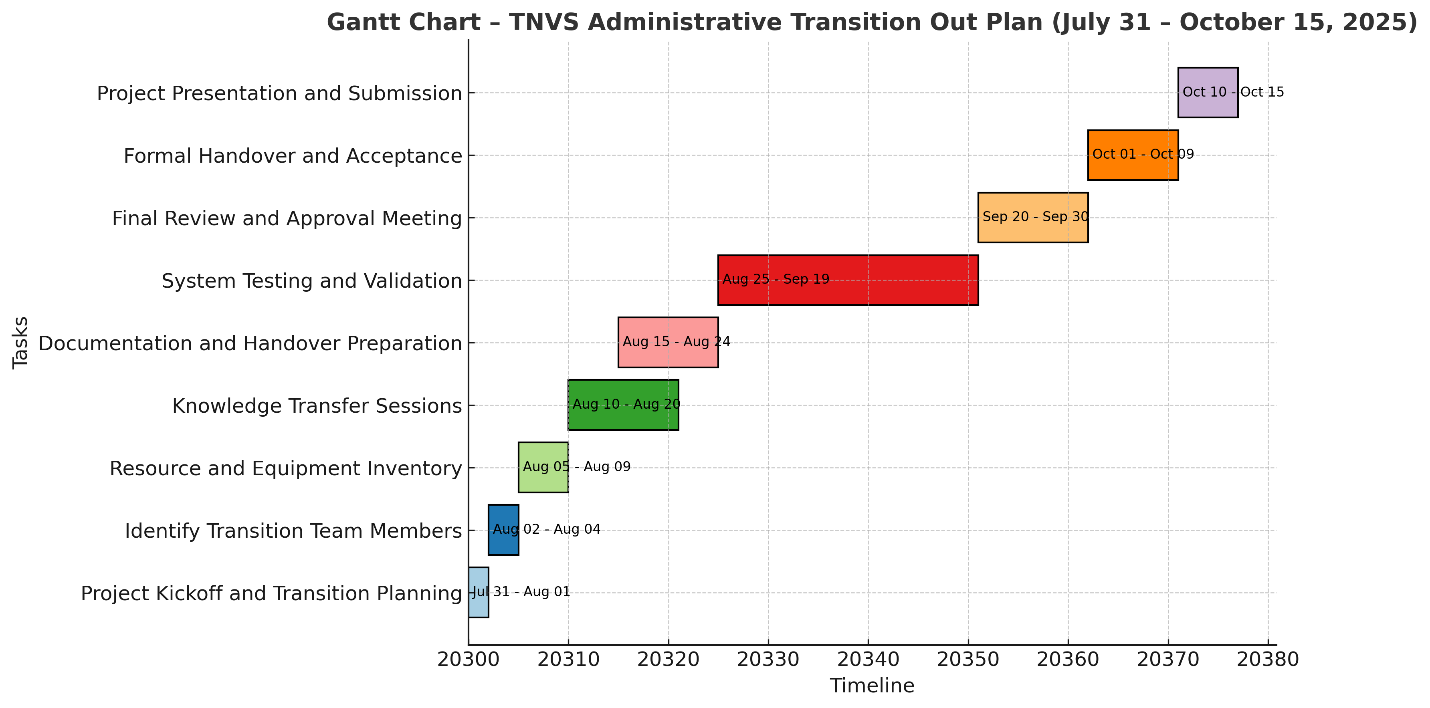 Gantt Chart – TNVS Administrative Transition Out Plan (July 31 – October 15, 2025)
Tasks
Project Presentation and Submission
Oct 10 - Oct 15
Formal Handover and Acceptance
Oct 01 - Oct 09
Final Review and Approval Meeting
Sep 20 - Sep 30
System Testing and Validation
Aug 25 - Sep 19
Documentation and Handover Preparation
Aug 15 - Aug 24
Knowledge Transfer Sessions
Aug 10 - Aug 20
Resource and Equipment Inventory
Aug 05 - Aug 09
Identify Transition Team Members
Aug 02 - Aug 04
Project Kickoff and Transition Planning
Jul 31 - Aug 01
20300 20310 20320 20330 20340 20350 20360 20370 20380
Timeline